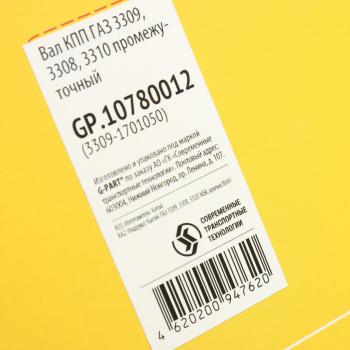 Вал КПП ГАЗ 3309,
3308, 3310 промежу-
точный
GP.10780012
(3309-1701050)
Изготовлено и упаковано под маркой
G-PART® по заказу АО «ГК «Современные
транспортные технологии». Почтовый адрес:
603004, Нижний Новгород, пр. Ленина, д. 107.
СОВРЕМЕННЫЕ
ТРАНСПОРТНЫЕ
ТЕХНОЛОГИИ
4 620200 947620